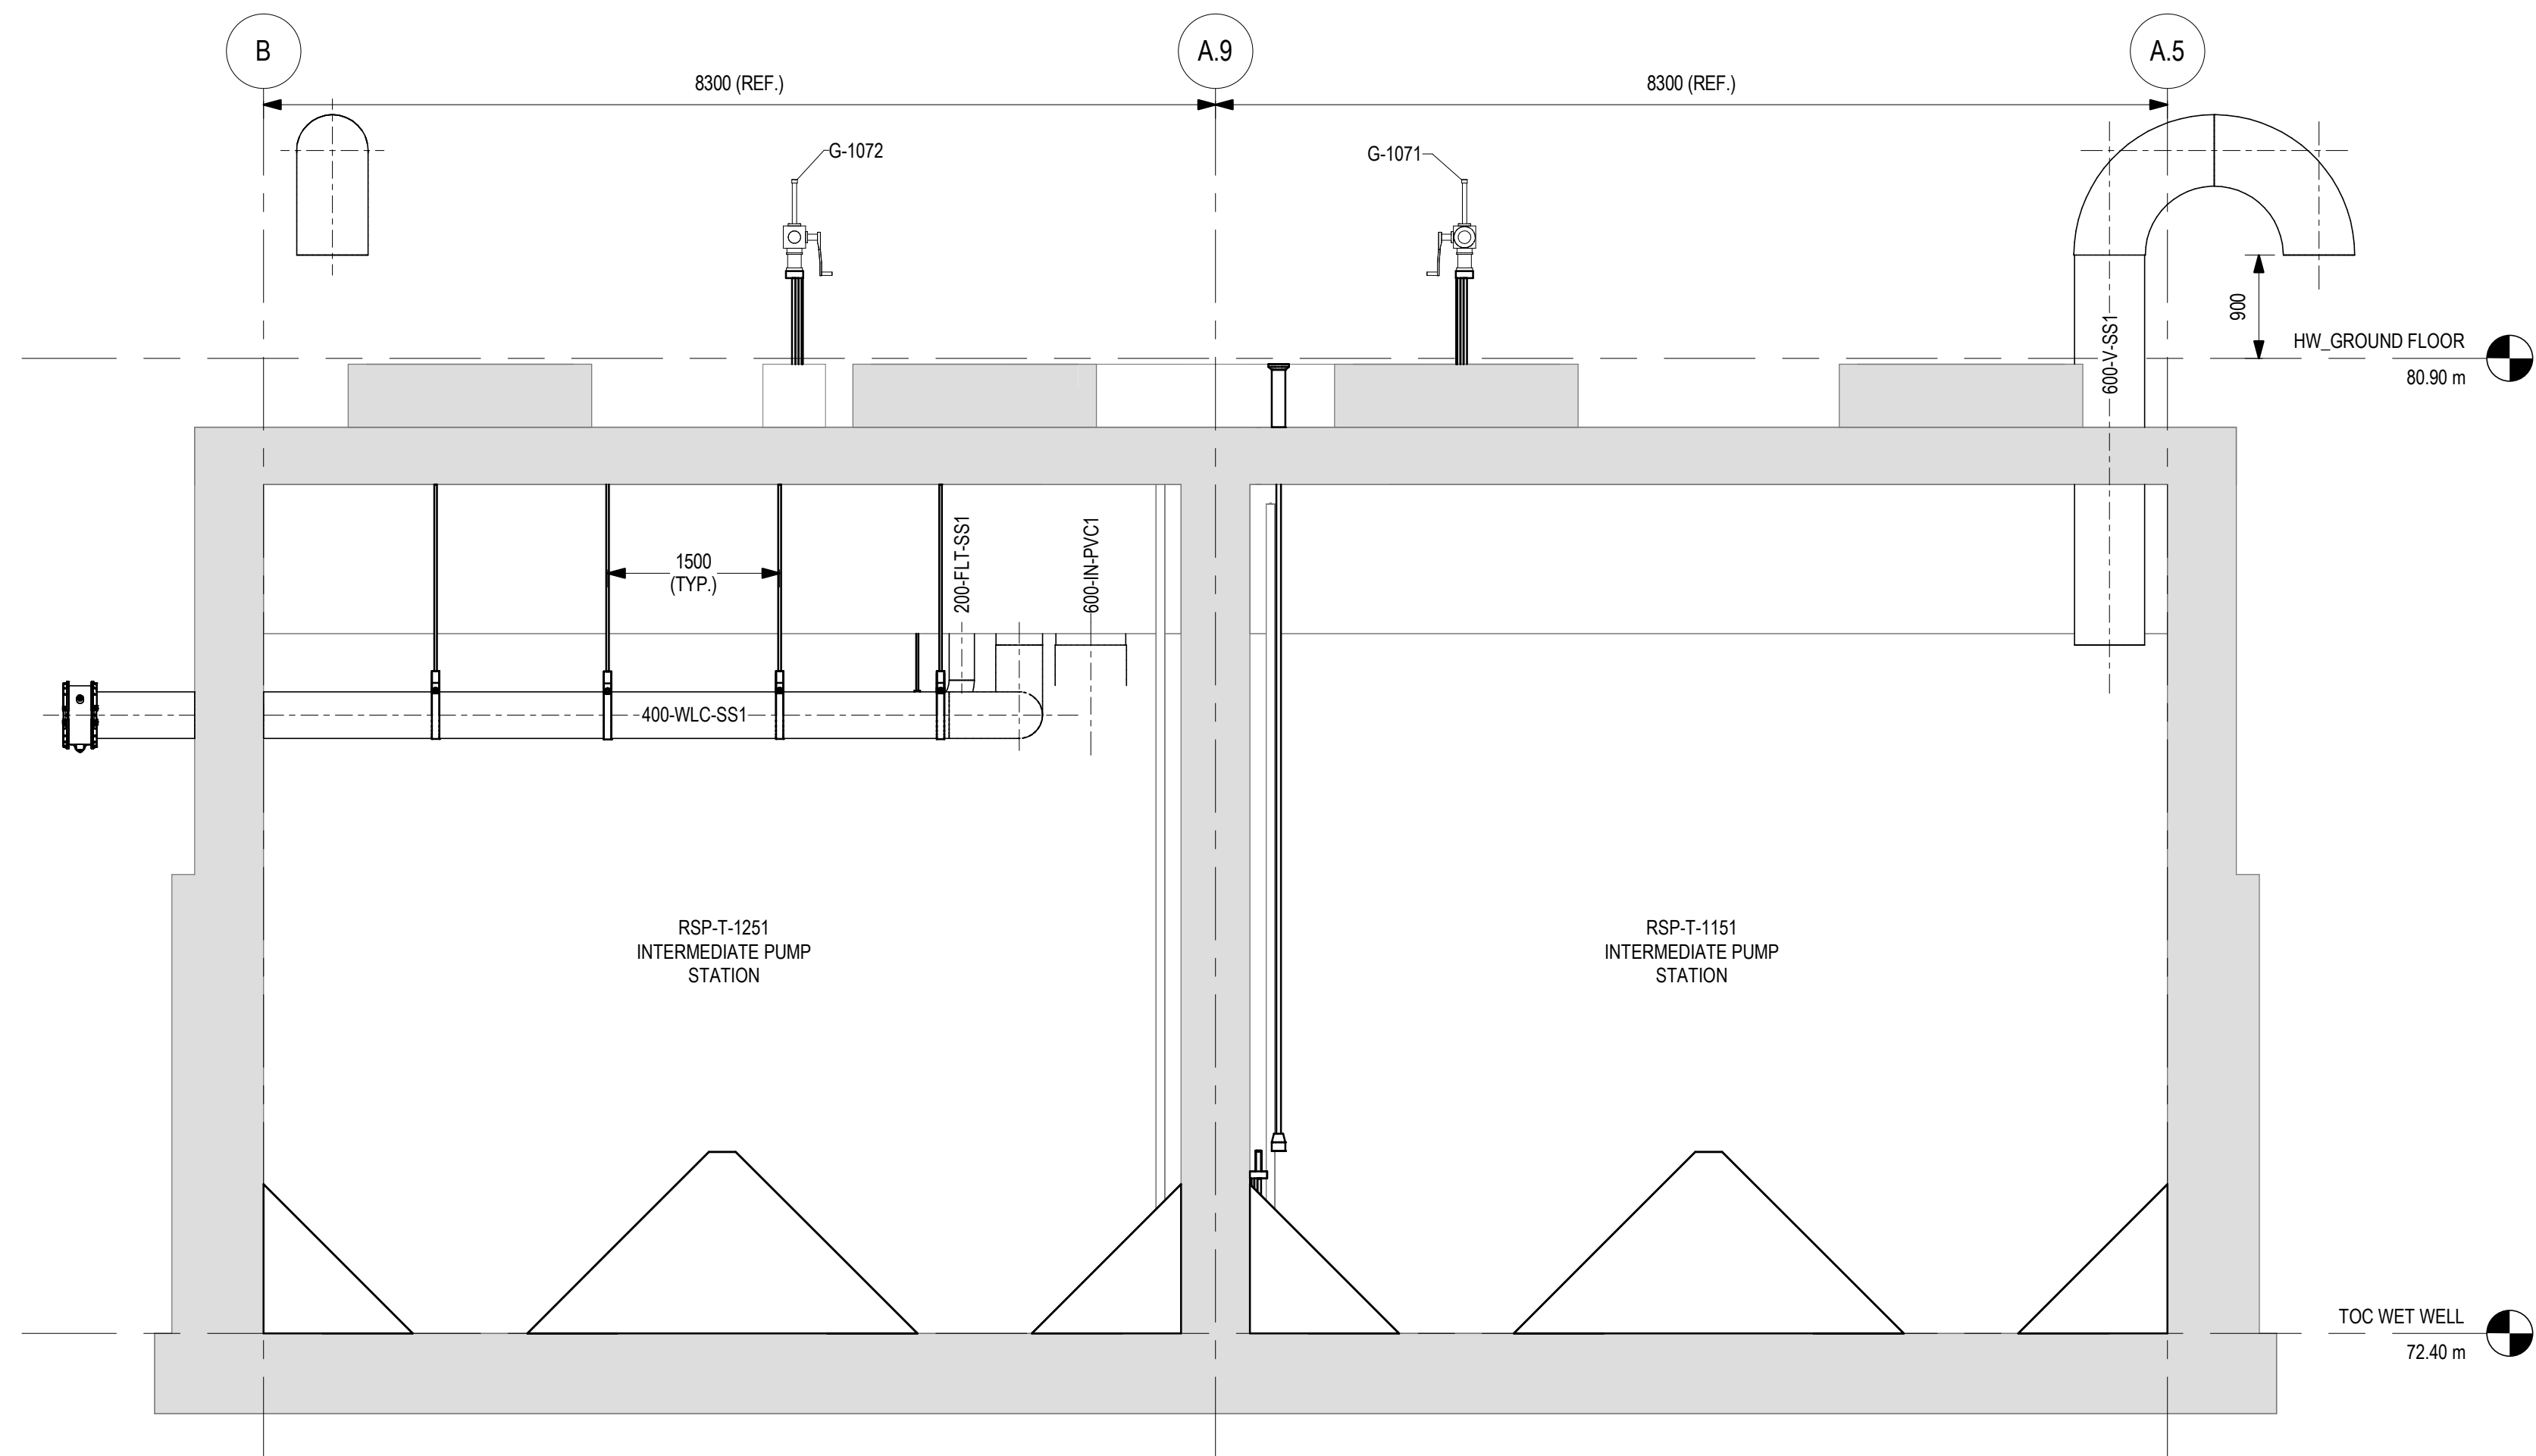 B
A.9
A.5
8300 (REF.)
8300 (REF.)
G-1072
G-1071
900
600-V-SS1
HW_GROUND FLOOR
80.90 m
1500
(TYP.)
200-FLT-SS1
600-IN-PVC1
400-WLC-SS1
RSP-T-1251
INTERMEDIATE PUMP
STATION
RSP-T-1151
INTERMEDIATE PUMP
STATION
TOC WET WELL
72.40 m